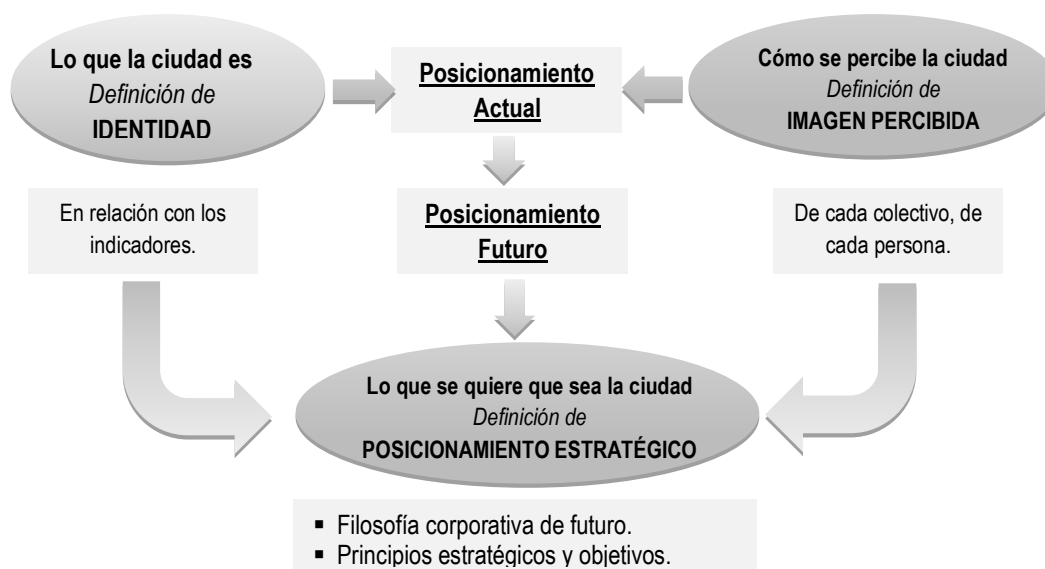 Lo que la ciudad es
Definición de
IDENTIDAD
Posicionamiento
Actual
Cómo se percibe la ciudad
Definición de
IMAGEN PERCIBIDA
En relación con los
indicadores.
Posicionamiento
Futuro
De cada colectivo, de
cada persona.
Lo que se quiere que sea la ciudad
Definición de
POSICIONAMIENTO ESTRATÉGICO
▪ Filosofía corporativa de futuro.
▪ Principios estratégicos y objetivos.